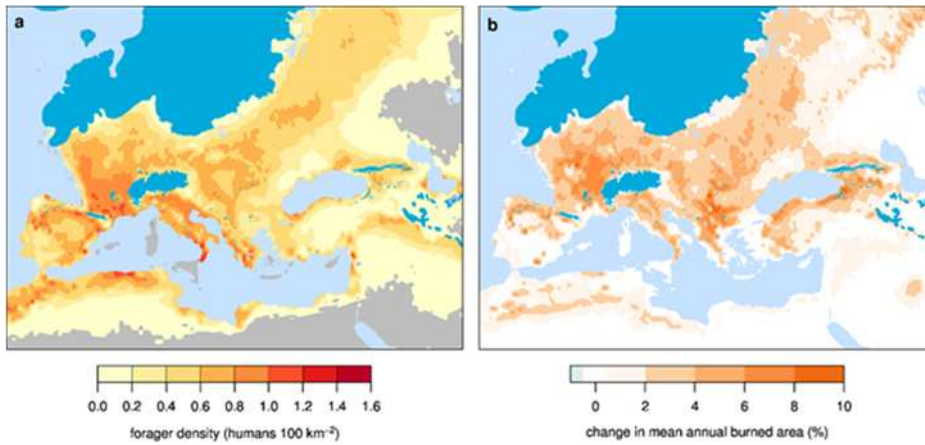 a
b
0.0 0.2 0.4 0.6 0.8 1.0 1.2 1.4 1.6
forager density (humans 100 km⁻²)
0 2 4 6 8 10
change in mean annual burned area (%)